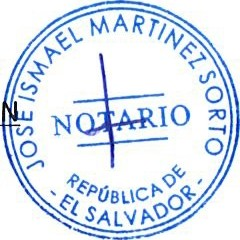 JOSE ISMAEL MARTINEZ SORTO
N
NOTARIO
REPÚBLICA DE
- EL SALVADOR -